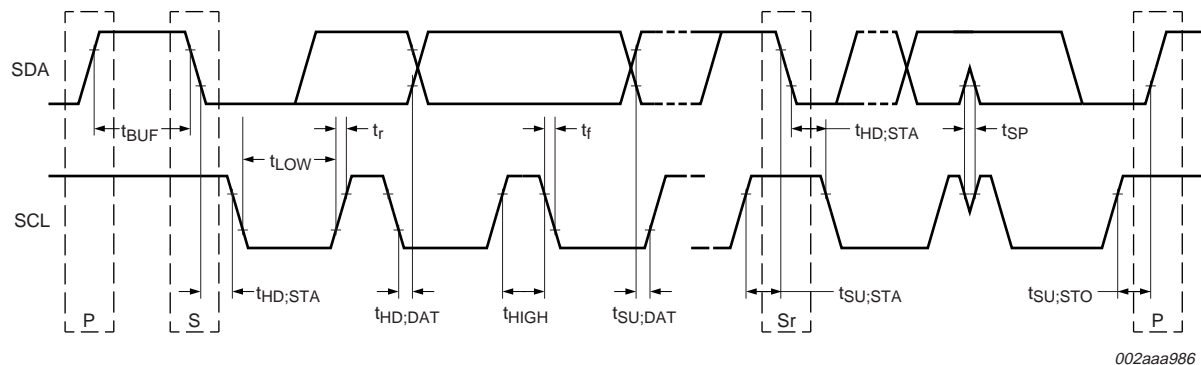 SDA
tBUF
tLOW
tr
tf
tHD;STA
tSP
SCL
tHD;STA
tHD;DAT
tHIGH
tSU;DAT
tSU;STA
tSU;STO
P
S
Sr
P
002aaa986